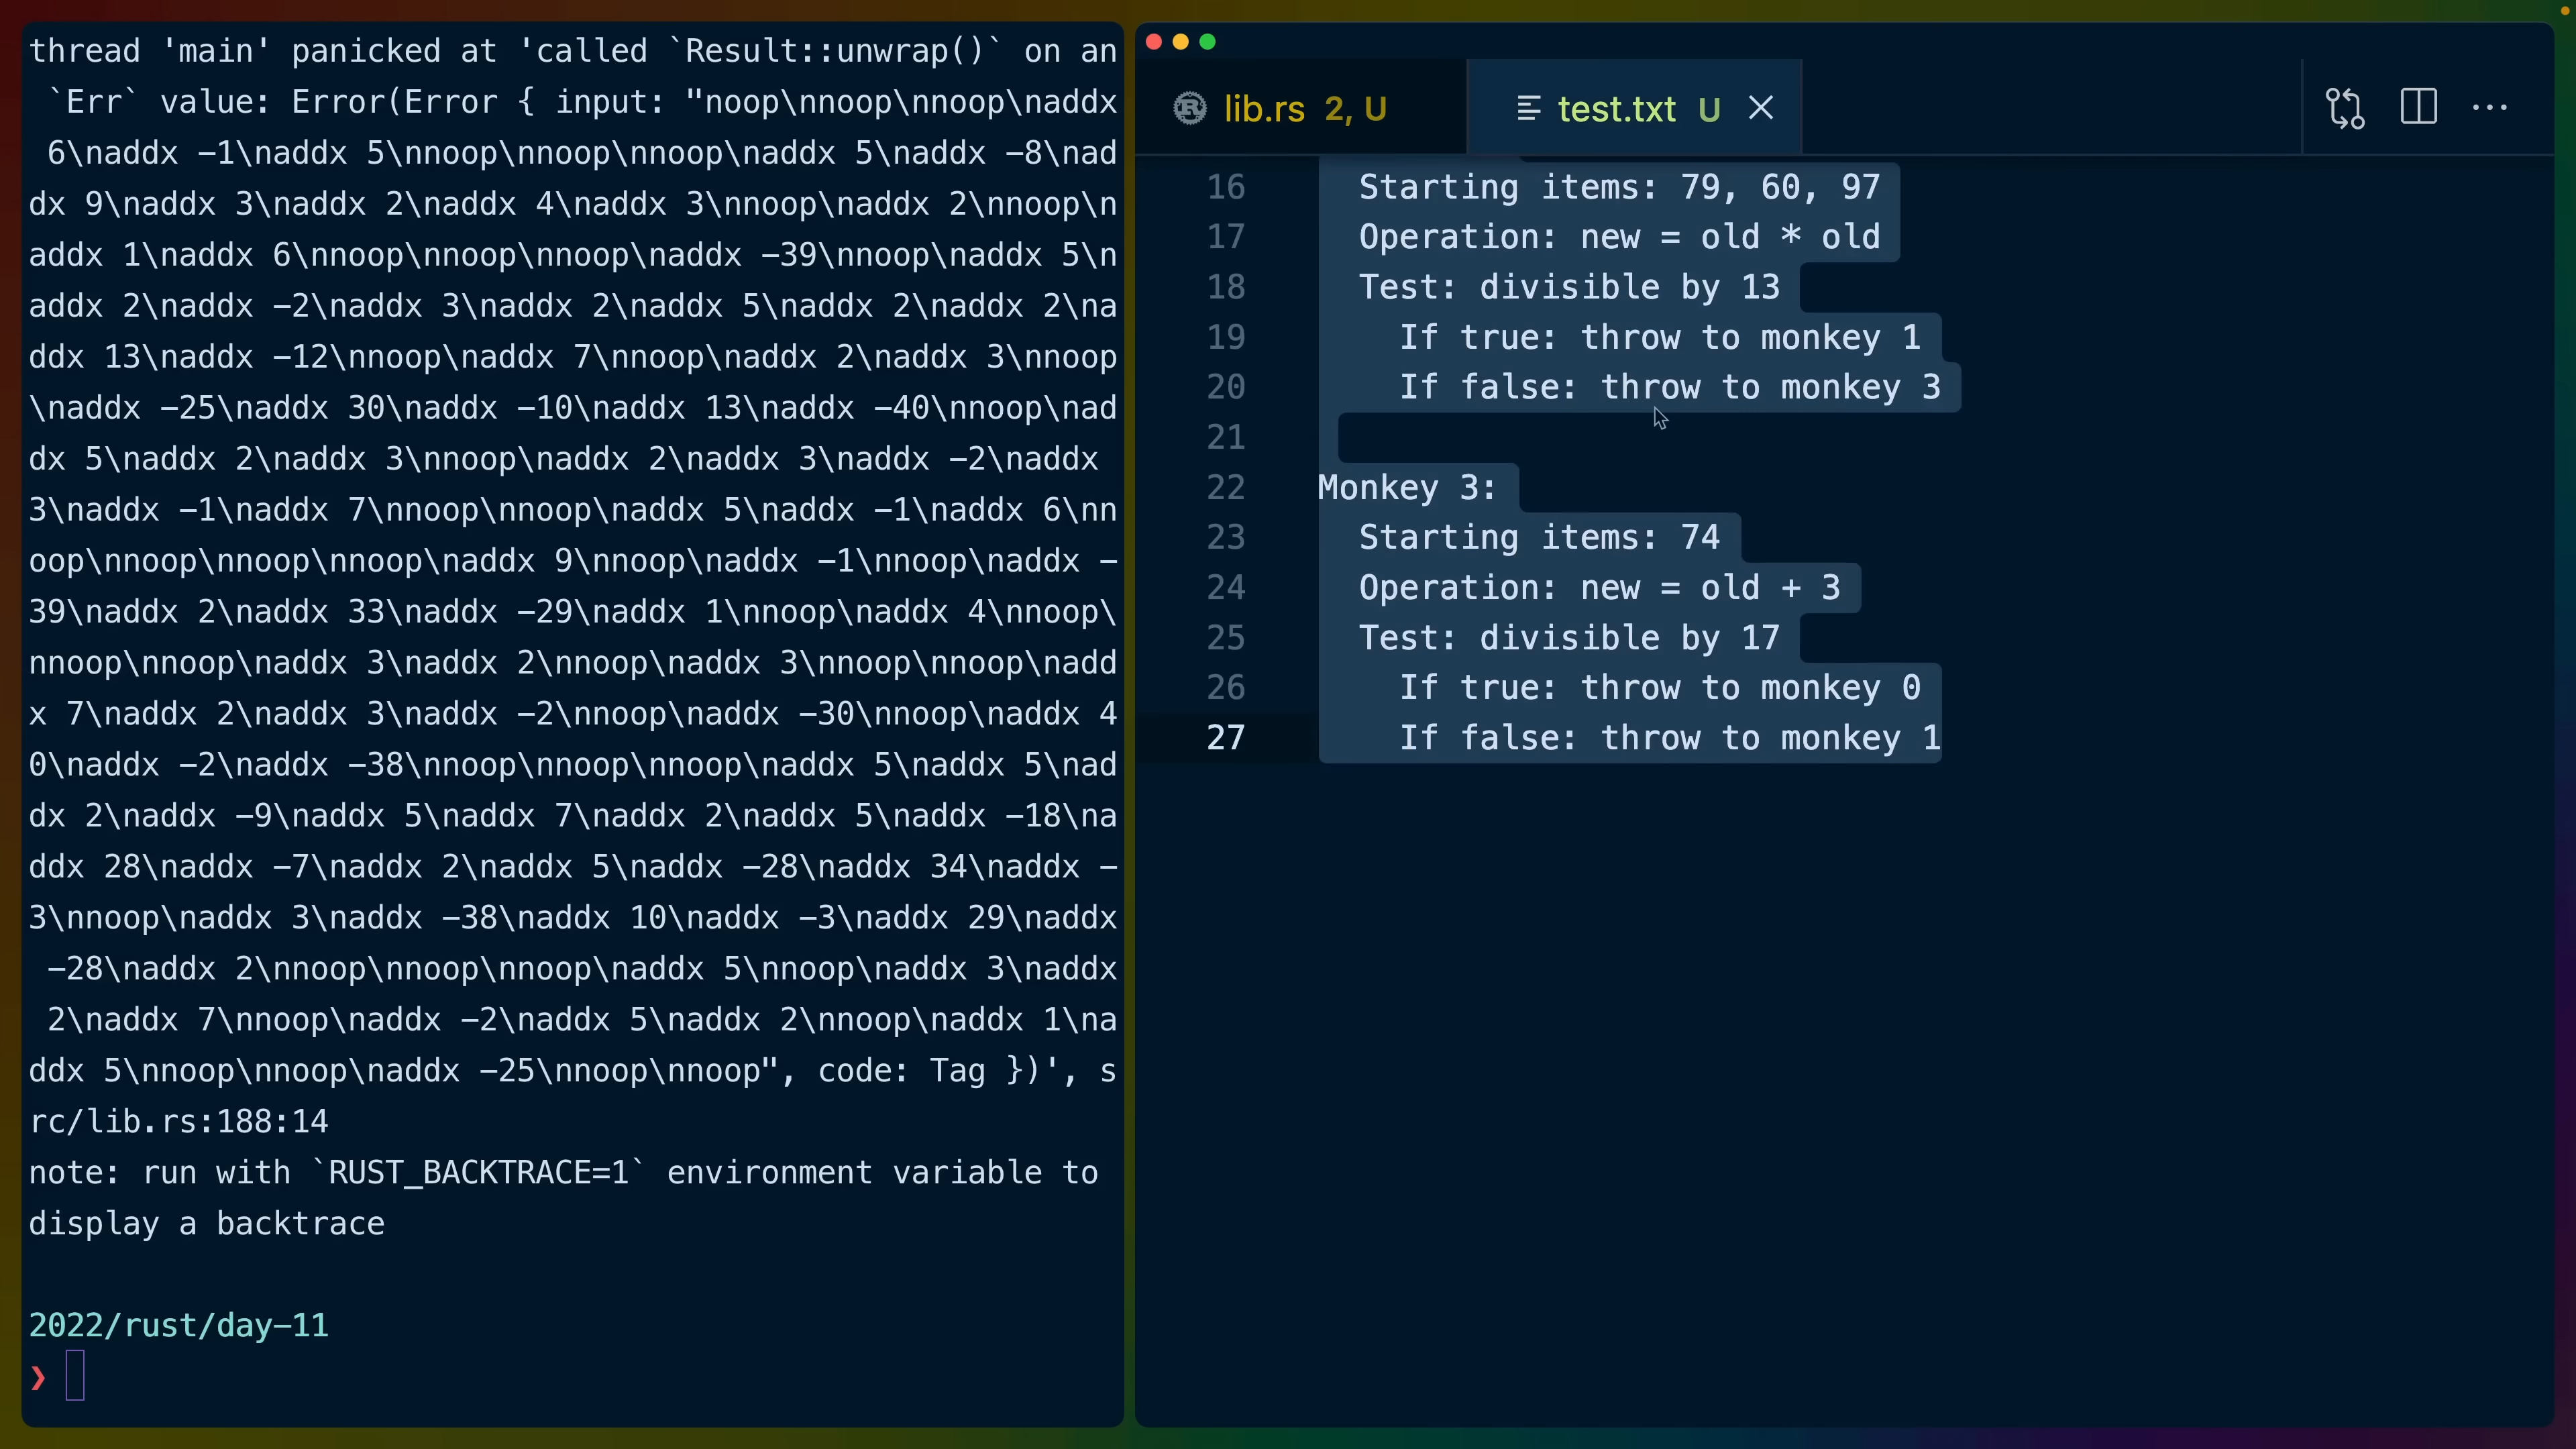 thread 'main' panicked at 'called `Result::unwrap()` on an
`Err` value: Error(Error { input: "noop\nnoop\nnoop\naddx
6\naddx -1\naddx 5\nnoop\nnoop\nnoop\naddx 5\naddx -8\nad
dx 9\naddx 3\naddx 2\naddx 4\naddx 3\nnoop\naddx 2\nnoop\n
addx 1\naddx 6\nnoop\nnoop\nnoop\naddx -39\nnoop\naddx 5\n
addx 2\naddx -2\naddx 3\naddx 2\naddx 5\naddx 2\naddx 2\na
ddx 13\naddx -12\nnoop\naddx 7\nnoop\naddx 2\naddx 3\nnoop
\naddx -25\naddx 30\naddx -10\naddx 13\naddx -40\nnoop\nad
dx 5\naddx 2\naddx 3\nnoop\naddx 2\naddx 3\naddx -2\naddx
3\naddx -1\naddx 7\nnoop\nnoop\naddx 5\naddx -1\naddx 6\nn
oop\nnoop\nnoop\nnoop\naddx 9\nnoop\naddx -1\nnoop\naddx -
39\naddx 2\naddx 33\naddx -29\naddx 1\nnoop\naddx 4\nnoop\
nnoop\nnoop\naddx 3\naddx 2\nnoop\naddx 3\nnoop\nnoop\nadd
x 7\naddx 2\naddx 3\naddx -2\nnoop\naddx -30\nnoop\naddx 4
0\naddx -2\naddx -38\nnoop\nnoop\nnoop\naddx 5\naddx 5\nad
dx 2\naddx -9\naddx 5\naddx 7\naddx 2\naddx 5\naddx -18\na
ddx 28\naddx -7\naddx 2\naddx 5\naddx -28\naddx 34\naddx -
3\nnoop\naddx 3\naddx -38\naddx 10\naddx -3\naddx 29\naddx
-28\naddx 2\nnoop\nnoop\nnoop\naddx 5\nnoop\naddx 3\naddx
2\naddx 7\nnoop\naddx -2\naddx 5\naddx 2\nnoop\naddx 1\na
ddx 5\nnoop\nnoop\naddx -25\nnoop\nnoop", code: Tag })', s
rc/lib.rs:188:14
note: run with `RUST_BACKTRACE=1` environment variable to
display a backtrace
2022/rust/day-11
❯
lib.rs 2, U
test.txt U
16 Starting items: 79, 60, 97
17 Operation: new = old * old
18 Test: divisible by 13
19 If true: throw to monkey 1
20 If false: throw to monkey 3
21
22 Monkey 3:
23 Starting items: 74
24 Operation: new = old + 3
25 Test: divisible by 17
26 If true: throw to monkey 0
27 If false: throw to monkey 1